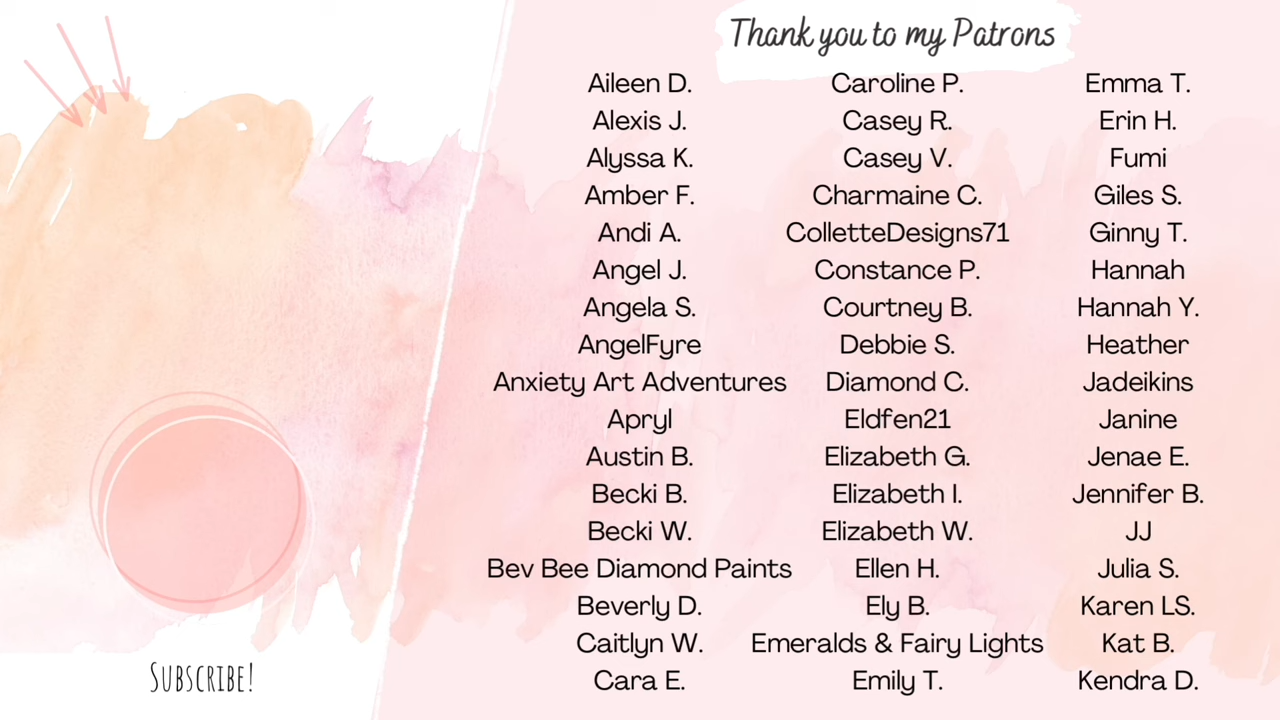 Thank you to my Patrons
Aileen D.
Alexis J.
Alyssa K.
Amber F.
Andi A.
Angel J.
Angela S.
AngelFyre
Anxiety Art Adventures
Apryl
Austin B.
Becki B.
Becki W.
Bev Bee Diamond Paints
Beverly D.
Caitlyn W.
Cara E.
Caroline P.
Casey R.
Casey V.
Charmaine C.
ColletteDesigns71
Constance P.
Courtney B.
Debbie S.
Diamond C.
Eldfen21
Elizabeth G.
Elizabeth I.
Elizabeth W.
Ellen H.
Ely B.
Emeralds & Fairy Lights
Emily T.
Emma T.
Erin H.
Fumi
Giles S.
Ginny T.
Hannah
Hannah Y.
Heather
Jadeikins
Janine
Jenae E.
Jennifer B.
JJ
Julia S.
Karen LS.
Kat B.
Kendra D.
Subscribe!